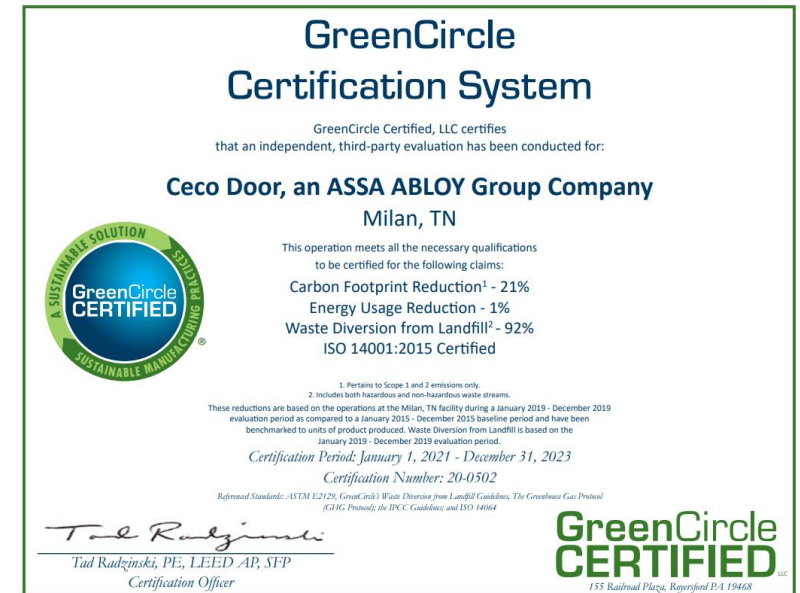 GreenCircle
Certification System
GreenCircle Certified, LLC certifies
that an independent, third-party evaluation has been conducted for:
Ceco Door, an ASSA ABLOY Group Company
Milan, TN
This operation meets all the necessary qualifications
to be certified for the following claims:
Carbon Footprint Reduction¹ - 21%
Energy Usage Reduction - 1%
Waste Diversion from Landfill² - 92%
ISO 14001:2015 Certified
A SUSTAINABLE SOLUTION
SUSTAINABLE MANUFACTURING PRACTICES
GreenCircle
CERTIFIED
®
1. Pertains to Scope 1 and 2 emissions only.
2. Includes both hazardous and non-hazardous waste streams.
These reductions are based on the operations at the Milan, TN facility during a January 2019 - December 2019
evaluation period as compared to a January 2015 - December 2015 baseline period and have been
benchmarked to units of product produced. Waste Diversion from Landfill is based on the
January 2019 - December 2019 evaluation period.
Certification Period: January 1, 2021 - December 31, 2023
Certification Number: 20-0502
Referenced Standards: ASTM E2129, GreenCircle's Waste Diversion from Landfill Guidelines, The Greenhouse Gas Protocol
(GHG Protocol); the IPCC Guidelines; and ISO 14064
Tad Radzinski
Tad Radzinski, PE, LEED AP, SFP
Certification Officer
GreenCircle
CERTIFIED LLC
155 Railroad Plaza, Royersford PA 19468